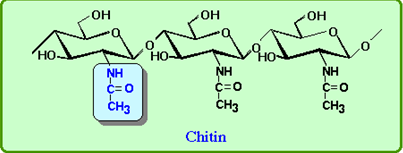 OH OH OH
O O O
HO O HO O HO O
NH NH NH
C=O C=O C=O
CH3 CH3 CH3
Chitin